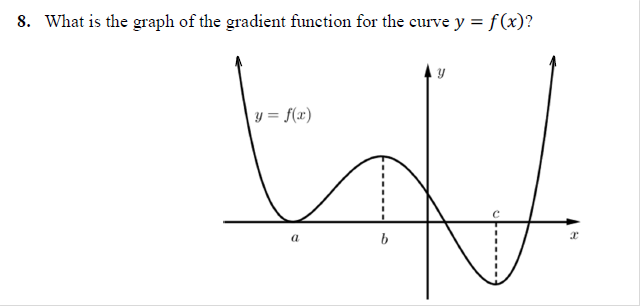 8. What is the graph of the gradient function for the curve y = f(x)?
y
y = f(x)
c
a
b
x